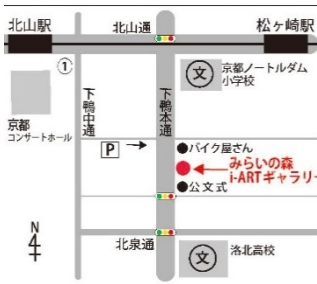 北山駅
北山通
松ヶ崎駅
①
文
京都ノートルダム
小学校
京都
コンサートホール
下鴨中通
下鴨本通
P
バイク屋さん
みらいの森
i-ARTギャラリー
公文式
N
北泉通
文
洛北高校